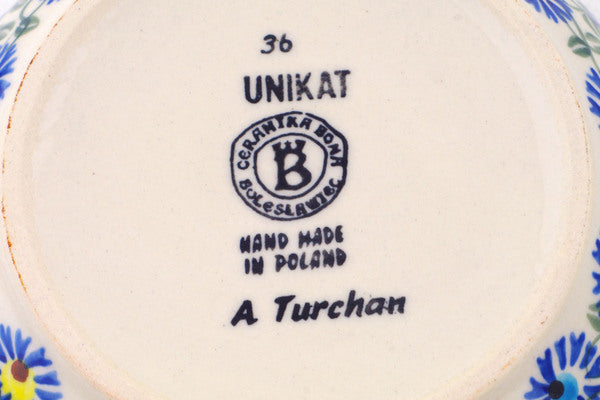 36
UNIKAT
CERAMIKA BONA
B
BOLESŁAWIEC
HAND MADE
IN POLAND
A Turchan